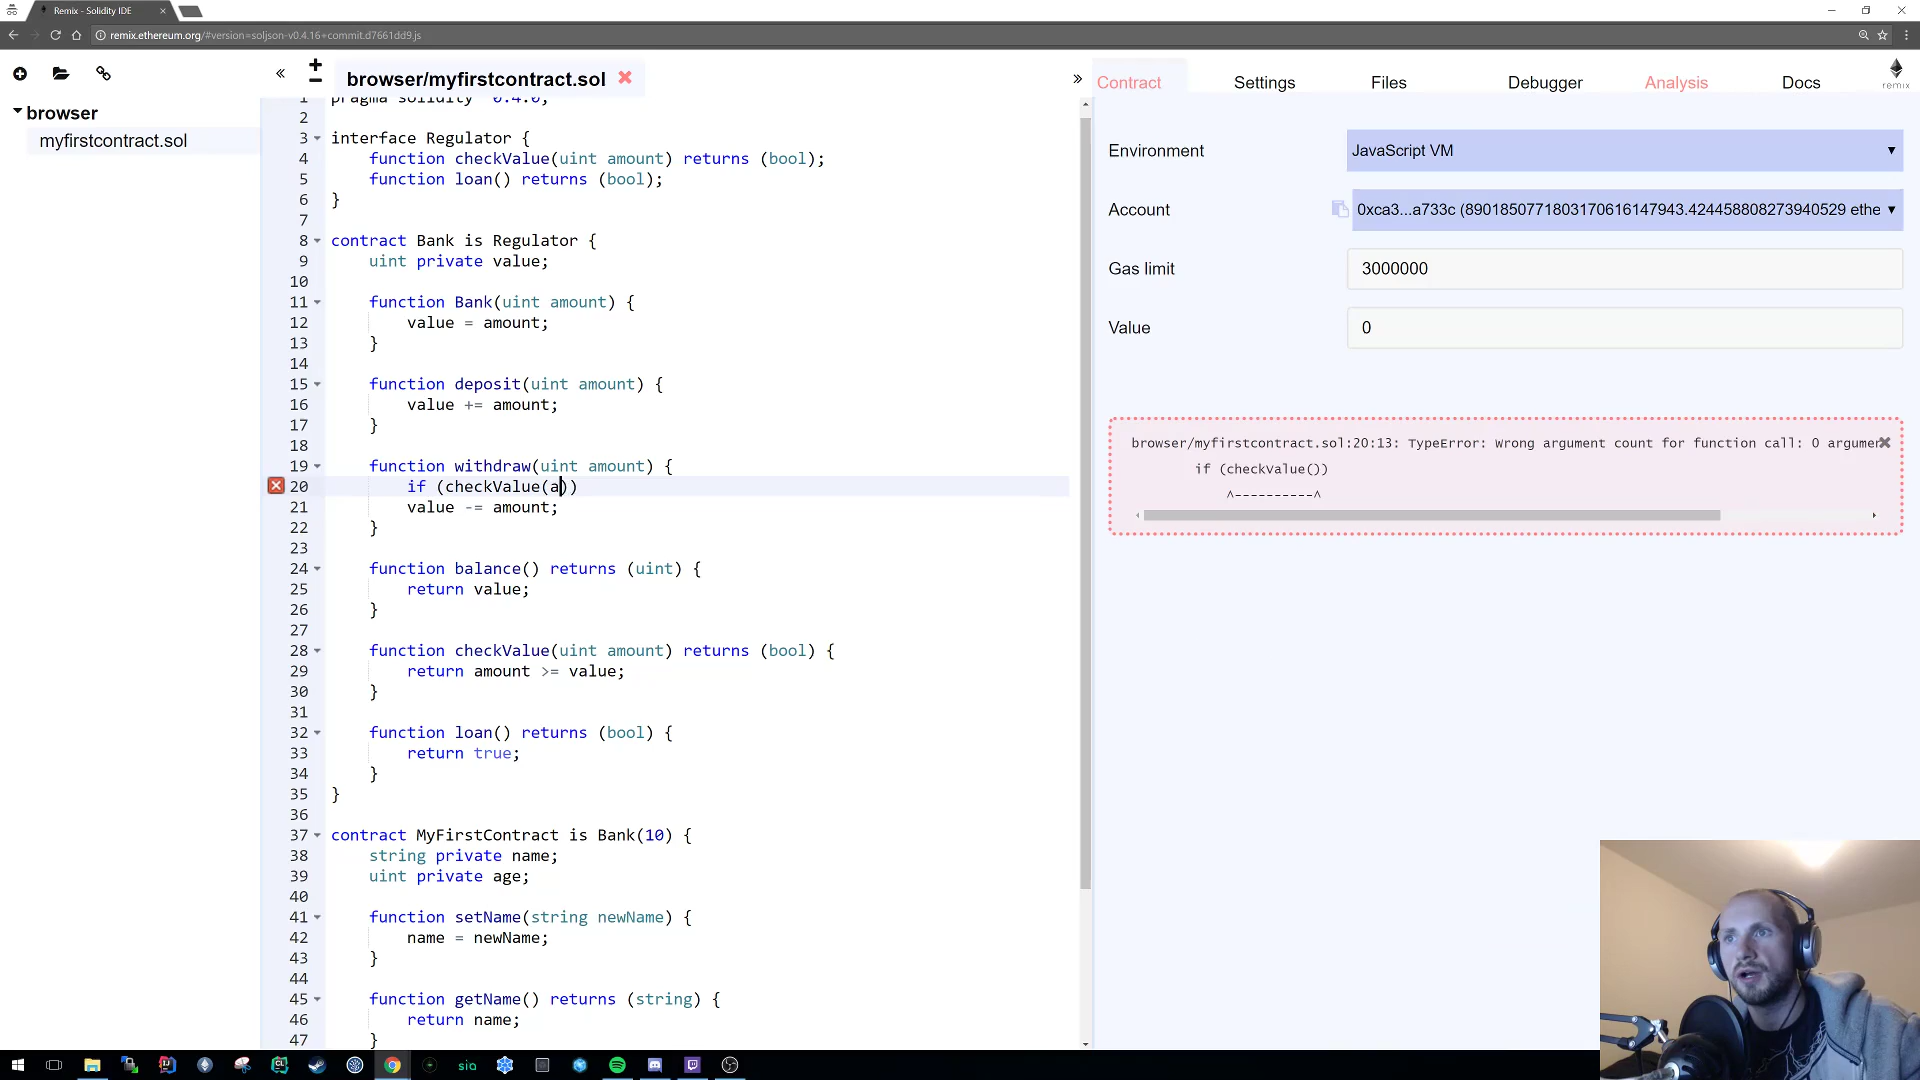 Remix - Solidity IDE
remix.ethereum.org/#version=soljson-v0.4.16+commit.d7661dd9.js
browser
myfirstcontract.sol
browser/myfirstcontract.sol
1 pragma solidity ^0.4.0;
2
3 interface Regulator {
4 function checkValue(uint amount) returns (bool);
5 function loan() returns (bool);
6 }
7
8 contract Bank is Regulator {
9 uint private value;
10
11 function Bank(uint amount) {
12 value = amount;
13 }
14
15 function deposit(uint amount) {
16 value += amount;
17 }
18
19 function withdraw(uint amount) {
20 if (checkValue(a))
21 value -= amount;
22 }
23
24 function balance() returns (uint) {
25 return value;
26 }
27
28 function checkValue(uint amount) returns (bool) {
29 return amount >= value;
30 }
31
32 function loan() returns (bool) {
33 return true;
34 }
35 }
36
37 contract MyFirstContract is Bank(10) {
38 string private name;
39 uint private age;
40
41 function setName(string newName) {
42 name = newName;
43 }
44
45 function getName() returns (string) {
46 return name;
47 }
Contract Settings Files Debugger Analysis Docs
remix
Environment JavaScript VM
Account 0xca3...a733c (8901850771803170616147943.424458808273940529 ethe
Gas limit 3000000
Value 0
browser/myfirstcontract.sol:20:13: TypeError: Wrong argument count for function call: 0 argumer
if (checkValue())
^----------^
sia